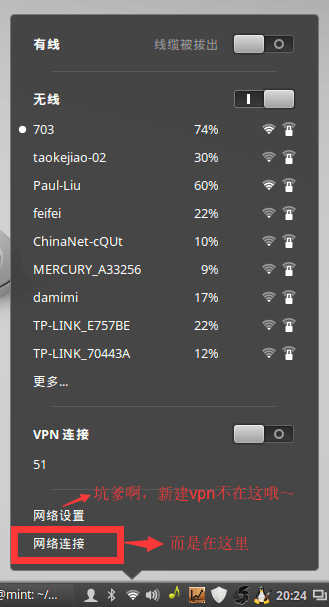 有线 线缆被拔出
无线
703 74%
taokejiao-02 30%
Paul-Liu 60%
feifei 22%
ChinaNet-cQUt 10%
MERCURY_A33256 9%
damimi 17%
TP-LINK_E757BE 22%
TP-LINK_70443A 12%
更多...
VPN 连接
51
坑爹啊，新建vpn不在这哦～
网络设置
网络连接 而是在这里
@mint: ~/... 20:24